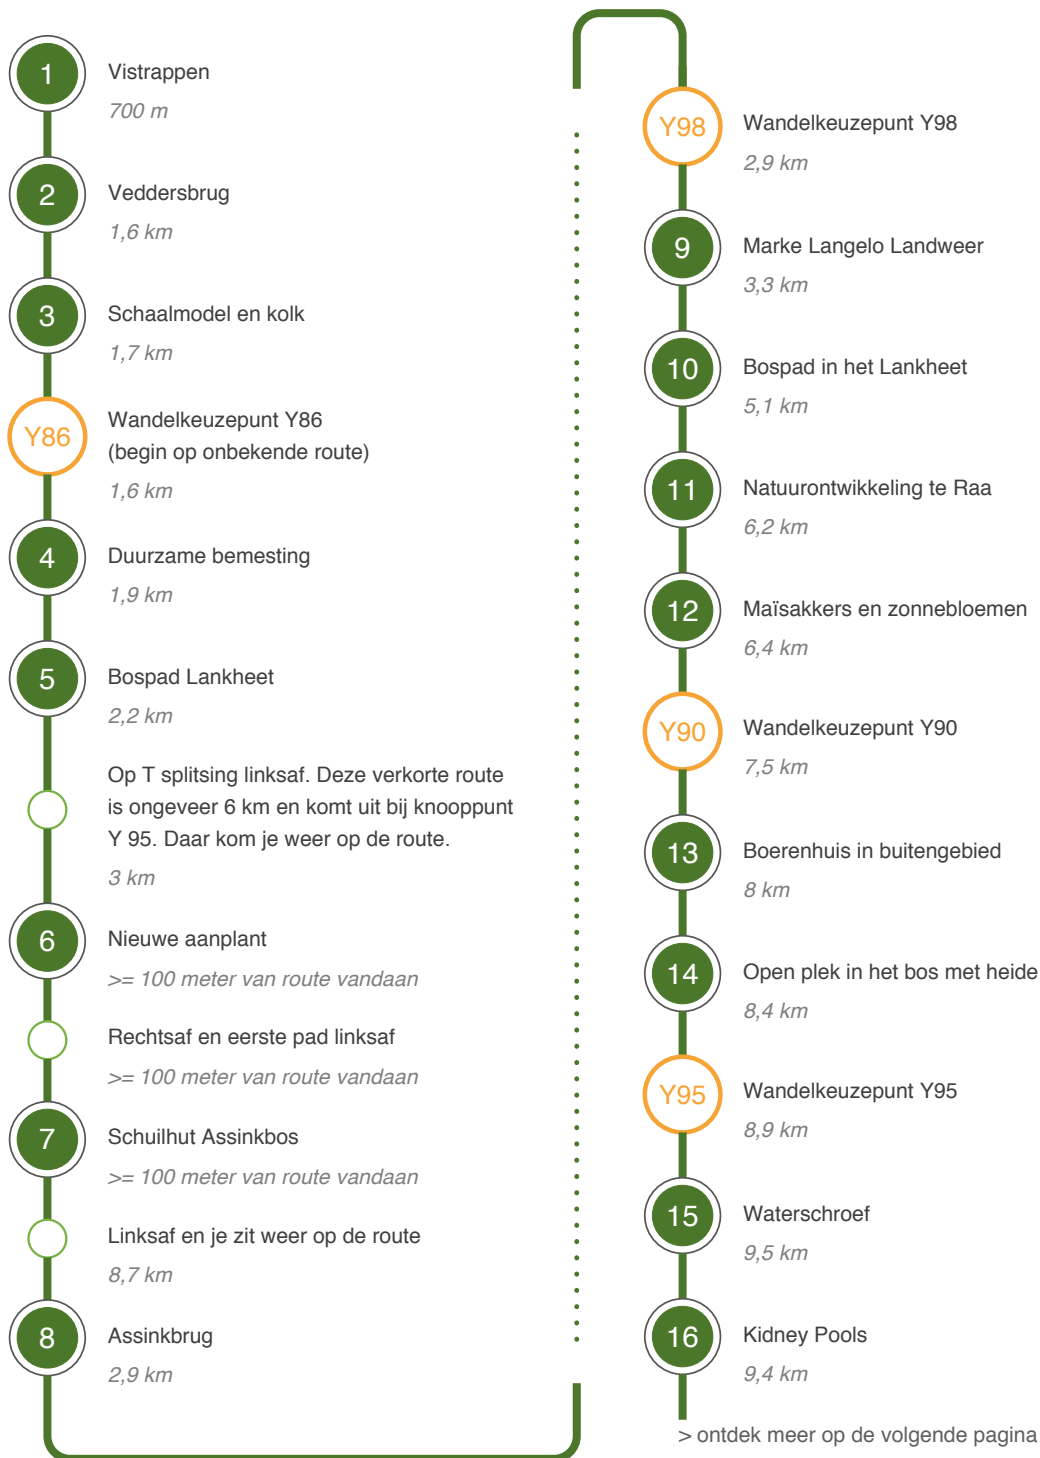 1
Vistrappen
700 m
2
Veddersbrug
1,6 km
3
Schaalmodel en kolk
1,7 km
Y86
Wandelkeuzepunt Y86
(begin op onbekende route)
1,6 km
4
Duurzame bemesting
1,9 km
5
Bospad Lankheet
2,2 km
Op T splitsing linksaf. Deze verkorte route
is ongeveer 6 km en komt uit bij knooppunt
Y 95. Daar kom je weer op de route.
3 km
6
Nieuwe aanplant
>= 100 meter van route vandaan
Rechtsaf en eerste pad linksaf
>= 100 meter van route vandaan
7
Schuilhut Assinkbos
>= 100 meter van route vandaan
Linksaf en je zit weer op de route
8,7 km
8
Assinkbrug
2,9 km
Y98
Wandelkeuzepunt Y98
2,9 km
9
Marke Langelo Landweer
3,3 km
10
Bospad in het Lankheet
5,1 km
11
Natuurontwikkeling te Raa
6,2 km
12
Maïsakkers en zonnebloemen
6,4 km
Y90
Wandelkeuzepunt Y90
7,5 km
13
Boerenhuis in buitengebied
8 km
14
Open plek in het bos met heide
8,4 km
Y95
Wandelkeuzepunt Y95
8,9 km
15
Waterschroef
9,5 km
16
Kidney Pools
9,4 km
> ontdek meer op de volgende pagina